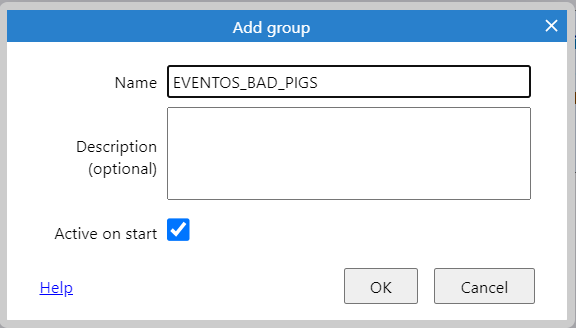 Add group
Name
EVENTOS_BAD_PIGS
Description
(optional)
Active on start
Help
OK
Cancel